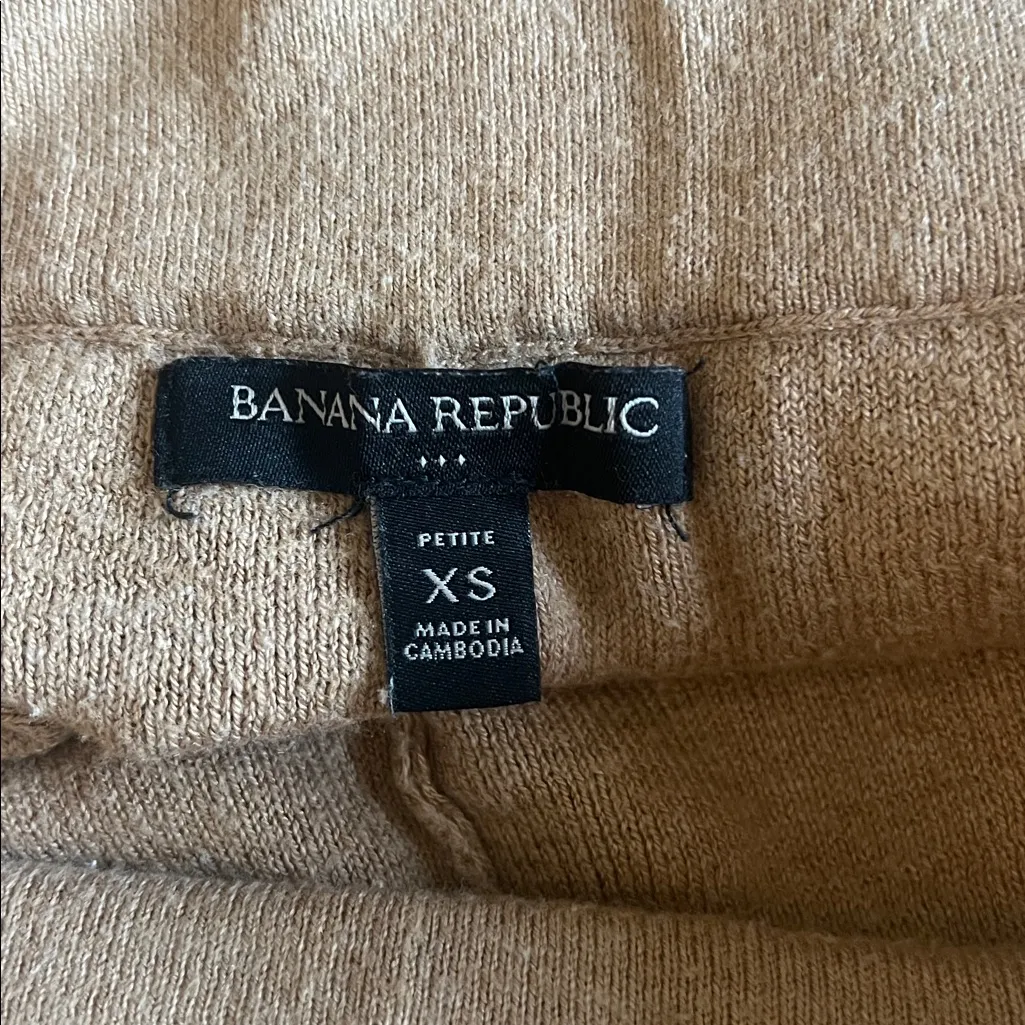 BANANA REPUBLIC
PETITE
XS
MADE IN
CAMBODIA